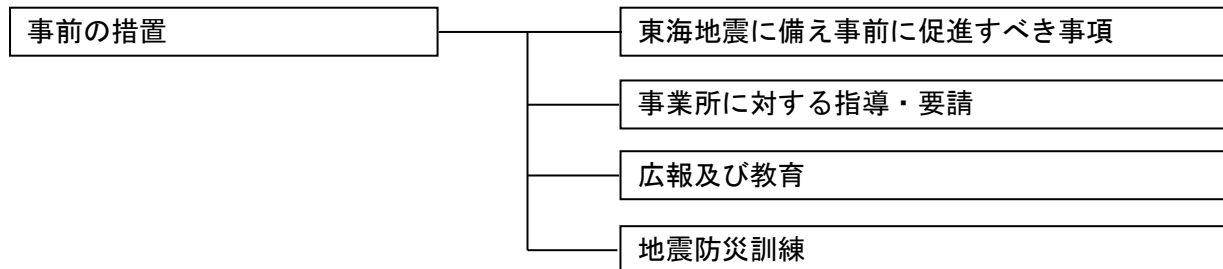 事前の措置
東海地震に備え事前に促進すべき事項
事業所に対する指導・要請
広報及び教育
地震防災訓練